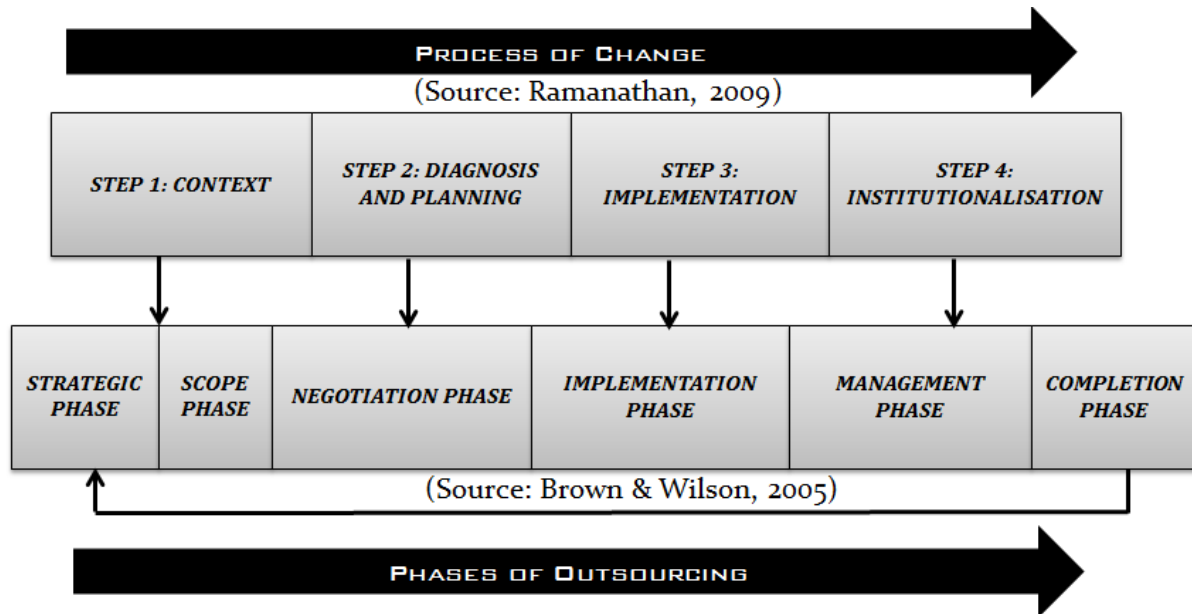 PROCESS OF CHANGE
(Source: Ramanathan, 2009)
STEP 1: CONTEXT
STEP 2: DIAGNOSIS
AND PLANNING
STEP 3:
IMPLEMENTATION
STEP 4:
INSTITUTIONALISATION
STRATEGIC
PHASE
SCOPE
PHASE
NEGOTIATION PHASE
IMPLEMENTATION
PHASE
MANAGEMENT
PHASE
COMPLETION
PHASE
(Source: Brown & Wilson, 2005)
PHASES OF OUTSOURCING